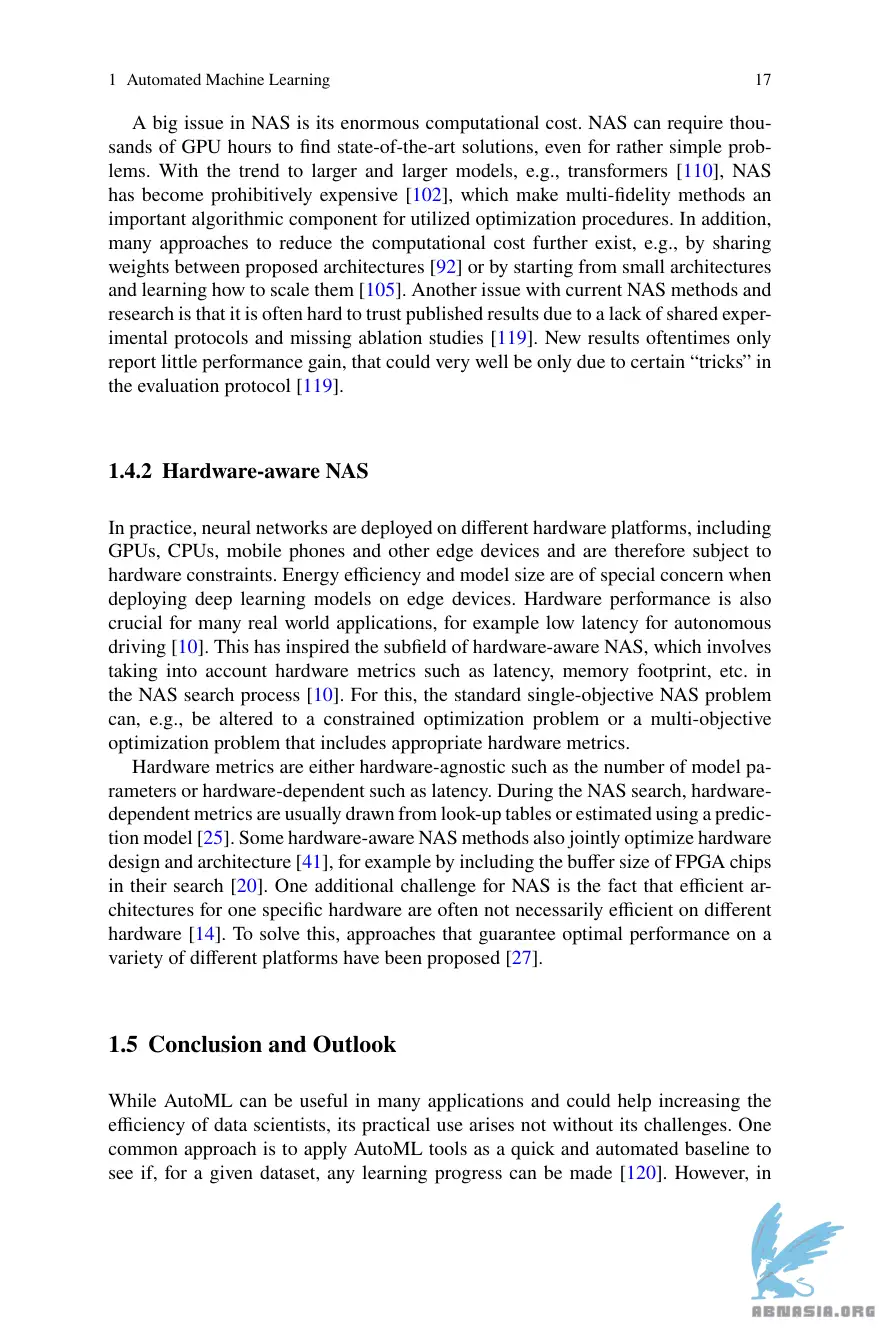 1 Automated Machine Learning 17
A big issue in NAS is its enormous computational cost. NAS can require thou-
sands of GPU hours to find state-of-the-art solutions, even for rather simple prob-
lems. With the trend to larger and larger models, e.g., transformers [110], NAS
has become prohibitively expensive [102], which make multi-fidelity methods an
important algorithmic component for utilized optimization procedures. In addition,
many approaches to reduce the computational cost further exist, e.g., by sharing
weights between proposed architectures [92] or by starting from small architectures
and learning how to scale them [105]. Another issue with current NAS methods and
research is that it is often hard to trust published results due to a lack of shared exper-
imental protocols and missing ablation studies [119]. New results oftentimes only
report little performance gain, that could very well be only due to certain “tricks” in
the evaluation protocol [119].
1.4.2 Hardware-aware NAS
In practice, neural networks are deployed on different hardware platforms, including
GPUs, CPUs, mobile phones and other edge devices and are therefore subject to
hardware constraints. Energy efficiency and model size are of special concern when
deploying deep learning models on edge devices. Hardware performance is also
crucial for many real world applications, for example low latency for autonomous
driving [10]. This has inspired the subfield of hardware-aware NAS, which involves
taking into account hardware metrics such as latency, memory footprint, etc. in
the NAS search process [10]. For this, the standard single-objective NAS problem
can, e.g., be altered to a constrained optimization problem or a multi-objective
optimization problem that includes appropriate hardware metrics.
Hardware metrics are either hardware-agnostic such as the number of model pa-
rameters or hardware-dependent such as latency. During the NAS search, hardware-
dependent metrics are usually drawn from look-up tables or estimated using a predic-
tion model [25]. Some hardware-aware NAS methods also jointly optimize hardware
design and architecture [41], for example by including the buffer size of FPGA chips
in their search [20]. One additional challenge for NAS is the fact that efficient ar-
chitectures for one specific hardware are often not necessarily efficient on different
hardware [14]. To solve this, approaches that guarantee optimal performance on a
variety of different platforms have been proposed [27].
1.5 Conclusion and Outlook
While AutoML can be useful in many applications and could help increasing the
efficiency of data scientists, its practical use arises not without its challenges. One
common approach is to apply AutoML tools as a quick and automated baseline to
see if, for a given dataset, any learning progress can be made [120]. However, in
ABNASIA.ORG